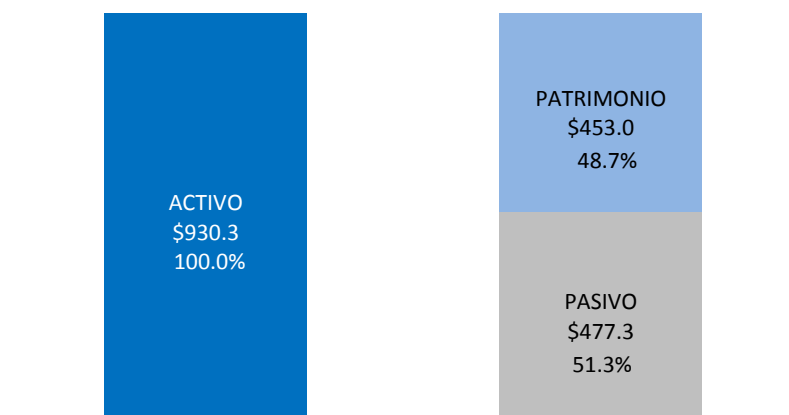 ACTIVO
$930.3
100.0%
PATRIMONIO
$453.0
48.7%
PASIVO
$477.3
51.3%